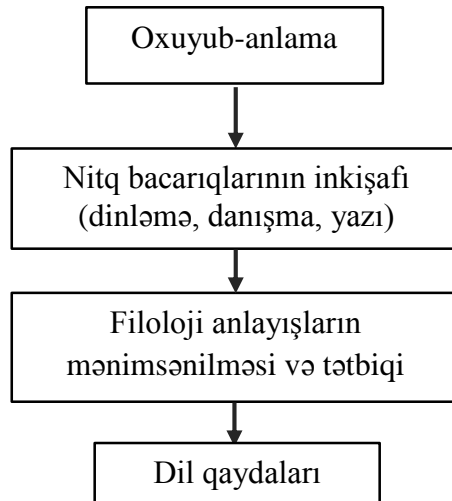 Oxuyub-anlama
Nitq bacarıqlarının inkişafı
(dinləmə, danışma, yazı)
Filoloji anlayışların
mənimsənilməsi və tətbiqi
Dil qaydaları